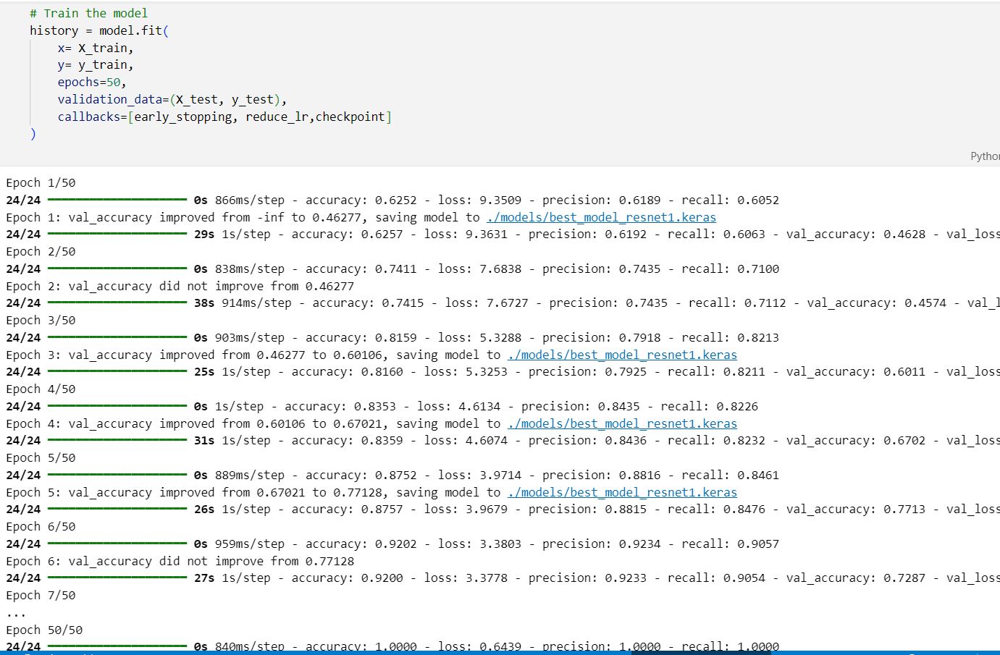 # Train the model
history = model.fit(
x= X_train,
y= y_train,
epochs=50,
validation_data=(X_test, y_test),
callbacks=[early_stopping, reduce_lr,checkpoint]
)
Epoch 1/50
24/24 0s 866ms/step - accuracy: 0.6252 - loss: 9.3509 - precision: 0.6189 - recall: 0.6052
Epoch 1: val_accuracy improved from -inf to 0.46277, saving model to ./models/best_model_resnet1.keras
24/24 29s 1s/step - accuracy: 0.6257 - loss: 9.3631 - precision: 0.6192 - recall: 0.6063 - val_accuracy: 0.4628 - val_loss
Epoch 2/50
24/24 0s 838ms/step - accuracy: 0.7411 - loss: 7.6838 - precision: 0.7435 - recall: 0.7100
Epoch 2: val_accuracy did not improve from 0.46277
24/24 38s 914ms/step - accuracy: 0.7415 - loss: 7.6727 - precision: 0.7435 - recall: 0.7112 - val_accuracy: 0.4574 - val_l
Epoch 3/50
24/24 0s 903ms/step - accuracy: 0.8159 - loss: 5.3288 - precision: 0.7918 - recall: 0.8213
Epoch 3: val_accuracy improved from 0.46277 to 0.60106, saving model to ./models/best_model_resnet1.keras
24/24 25s 1s/step - accuracy: 0.8160 - loss: 5.3253 - precision: 0.7925 - recall: 0.8211 - val_accuracy: 0.6011 - val_loss
Epoch 4/50
24/24 0s 1s/step - accuracy: 0.8353 - loss: 4.6134 - precision: 0.8435 - recall: 0.8226
Epoch 4: val_accuracy improved from 0.60106 to 0.67021, saving model to ./models/best_model_resnet1.keras
24/24 31s 1s/step - accuracy: 0.8359 - loss: 4.6074 - precision: 0.8436 - recall: 0.8232 - val_accuracy: 0.6702 - val_loss
Epoch 5/50
24/24 0s 889ms/step - accuracy: 0.8752 - loss: 3.9714 - precision: 0.8816 - recall: 0.8461
Epoch 5: val_accuracy improved from 0.67021 to 0.77128, saving model to ./models/best_model_resnet1.keras
24/24 26s 1s/step - accuracy: 0.8757 - loss: 3.9679 - precision: 0.8815 - recall: 0.8476 - val_accuracy: 0.7713 - val_loss
Epoch 6/50
24/24 0s 959ms/step - accuracy: 0.9202 - loss: 3.3803 - precision: 0.9234 - recall: 0.9057
Epoch 6: val_accuracy did not improve from 0.77128
24/24 27s 1s/step - accuracy: 0.9200 - loss: 3.3778 - precision: 0.9233 - recall: 0.9054 - val_accuracy: 0.7287 - val_loss
Epoch 7/50
...
Epoch 50/50
24/24 0s 840ms/step - accuracy: 1.0000 - loss: 0.6439 - precision: 1.0000 - recall: 1.0000